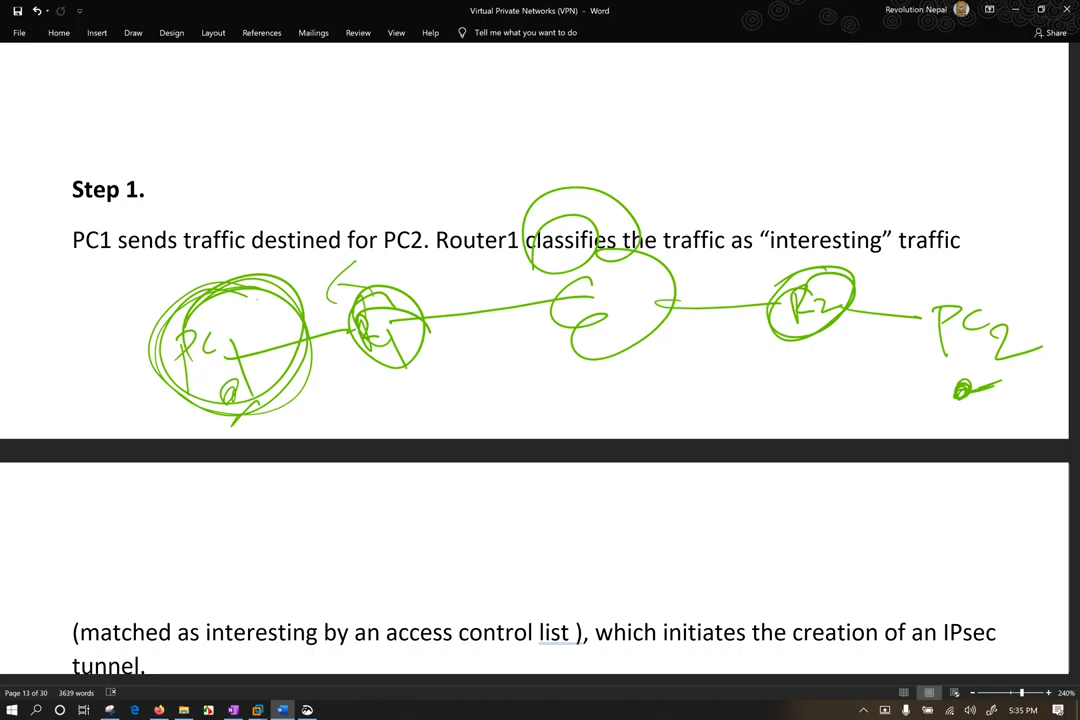 Virtual Private Networks (VPN) - Word
Revolution Nepal
File Home Insert Draw Design Layout References Mailings Review View Help Tell me what you want to do Share
Step 1.
PC1 sends traffic destined for PC2. Router1 classifies the traffic as “interesting” traffic
PC R2 PC2
(matched as interesting by an access control list ), which initiates the creation of an IPsec
tunnel.
Page 13 of 30 3639 words 240%
5:35 PM